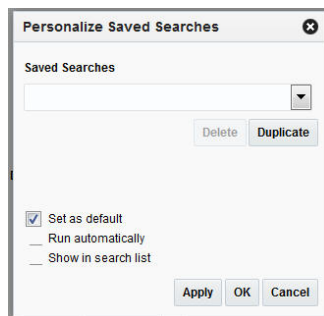 Personalize Saved Searches
Saved Searches
Delete Duplicate
Set as default
Run automatically
Show in search list
Apply OK Cancel